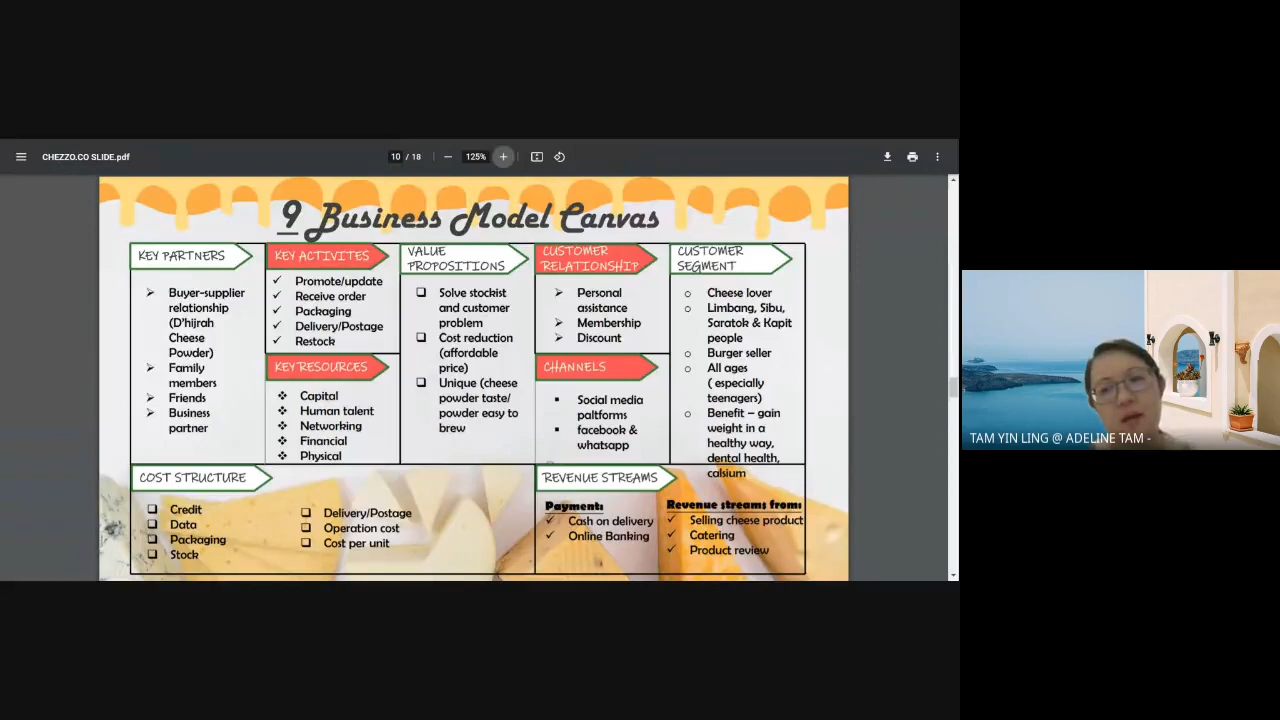 CHEZZO.CO SLIDE.pdf
10 / 18
125%
9 Business Model Canvas
KEY PARTNERS
Buyer-supplier
relationship
(D'hijrah
Cheese
Powder)
Family
members
Friends
Business
partner
KEY ACTIVITES
Promote/update
Receive order
Packaging
Delivery/Postage
Restock
KEY RESOURCES
Capital
Human talent
Networking
Financial
Physical
VALUE
PROPOSITIONS
Solve stockist
and customer
problem
Cost reduction
(affordable
price)
Unique (cheese
powder taste/
powder easy to
brew
CUSTOMER
RELATIONSHIP
Personal
assistance
Membership
Discount
CHANNELS
Social media
paltforms
facebook &
whatsapp
CUSTOMER
SEGMENT
Cheese lover
Limbang, Sibu,
Saratok & Kapit
people
Burger seller
All ages
( especially
teenagers)
Benefit – gain
weight in a
healthy way,
dental health,
calsium
COST STRUCTURE
Credit
Data
Packaging
Stock
Delivery/Postage
Operation cost
Cost per unit
REVENUE STREAMS
Payment:
Cash on delivery
Online Banking
Revenue streams from:
Selling cheese product
Catering
Product review
TAM YIN LING @ ADELINE TAM -